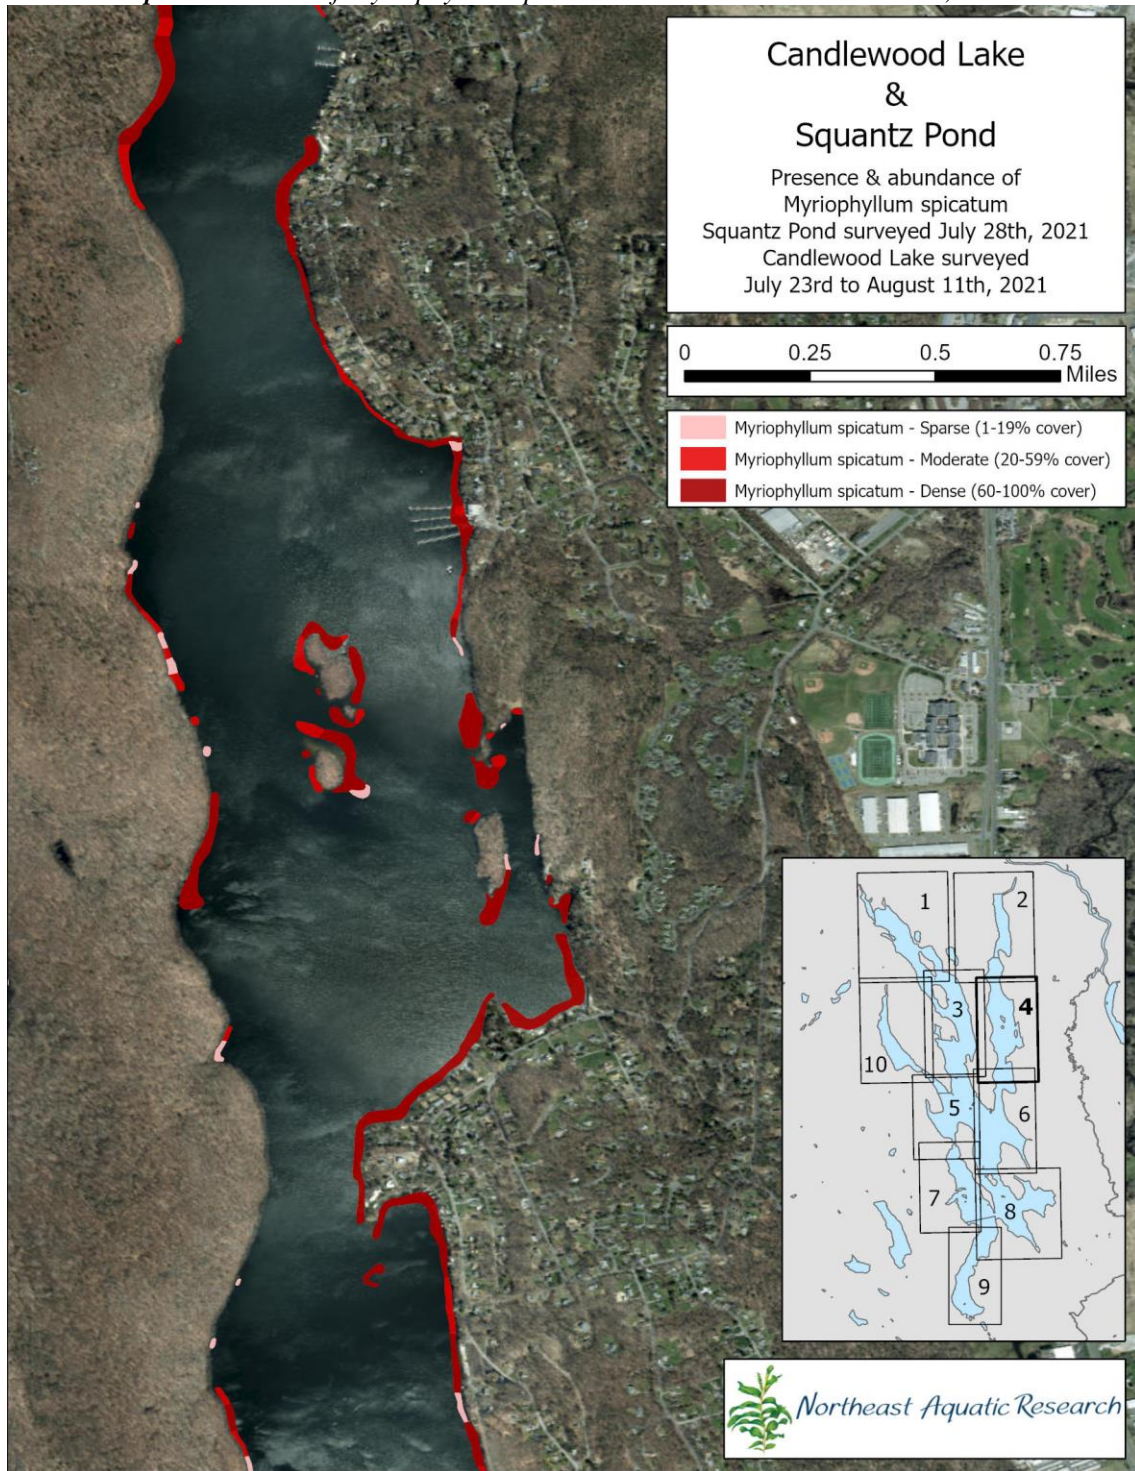 Candlewood Lake
&
Squantz Pond
Presence & abundance of
Myriophyllum spicatum
Squantz Pond surveyed July 28th, 2021
Candlewood Lake surveyed
July 23rd to August 11th, 2021
0 0.25 0.5 0.75
Miles
Myriophyllum spicatum - Sparse (1-19% cover)
Myriophyllum spicatum - Moderate (20-59% cover)
Myriophyllum spicatum - Dense (60-100% cover)
1 2
3 4
10
5 6
7 8
9
Northeast Aquatic Research